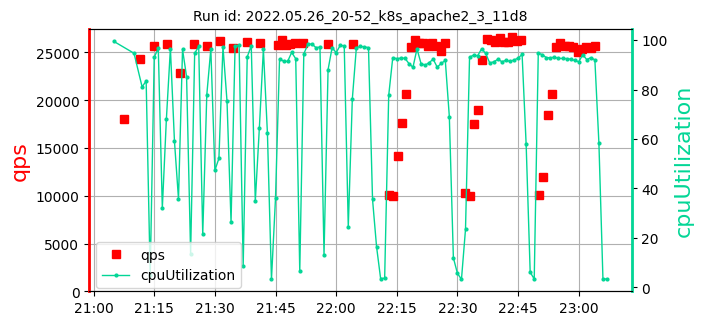 Run id: 2022.05.26_20-52_k8s_apache2_3_11d8
25000
20000
15000
10000
5000
0
qps
100
80
60
40
20
0
cpuUtilization
qps
cpuUtilization
21:00 21:15 21:30 21:45 22:00 22:15 22:30 22:45 23:00